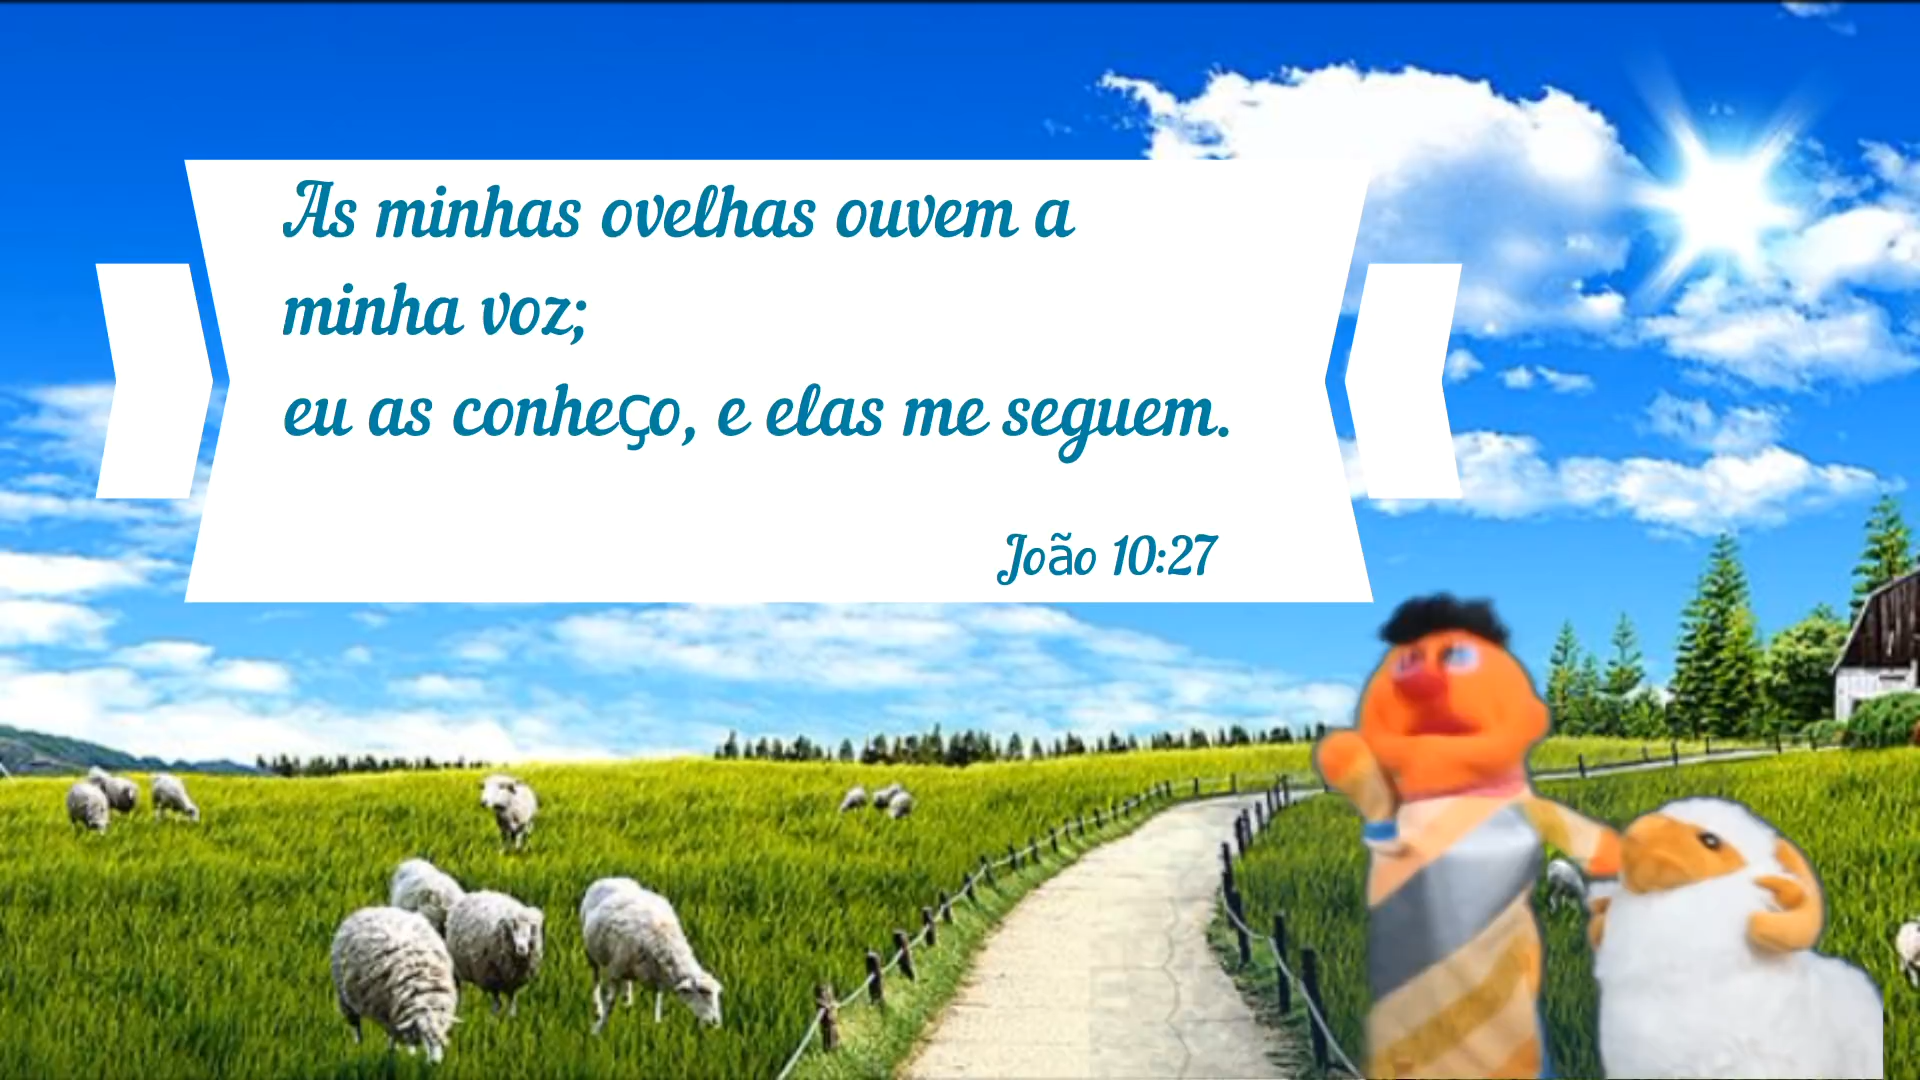 As minhas ovelhas ouvem a
minha voz;
eu as conheço, e elas me seguem.
João 10:27